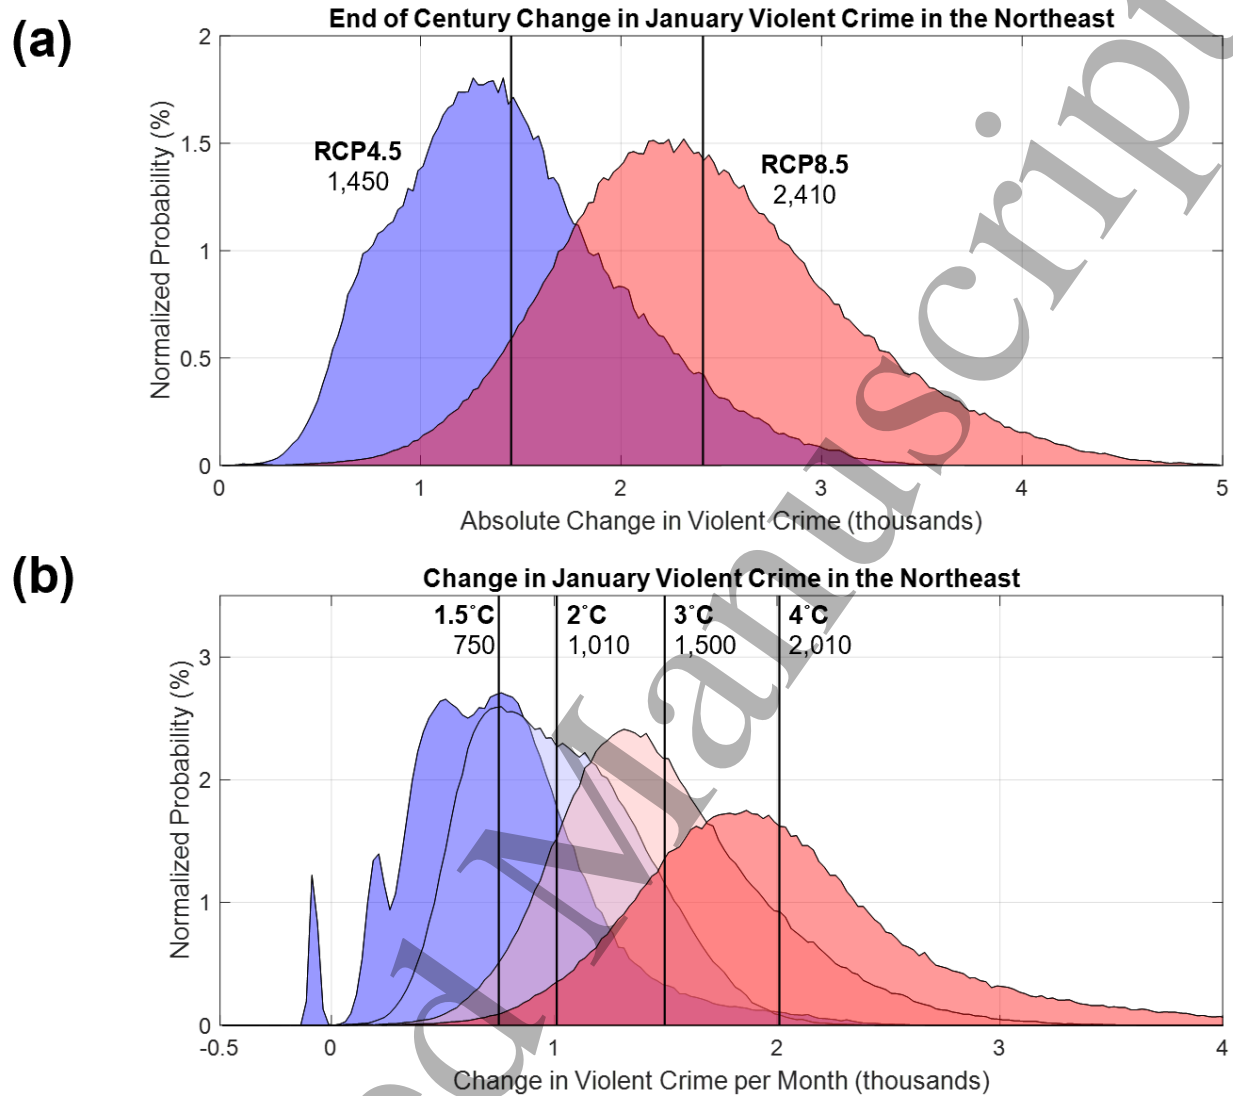 (a)
End of Century Change in January Violent Crime in the Northeast
Normalized Probability (%)
2
1.5
1
0.5
0
RCP4.5
1,450
RCP8.5
2,410
0 1 2 3 4 5
Absolute Change in Violent Crime (thousands)
(b)
Change in January Violent Crime in the Northeast
Normalized Probability (%)
3
2
1
0
1.5°C 2°C 3°C 4°C
750 1,010 1,500 2,010
-0.5 0 1 2 3 4
Change in Violent Crime per Month (thousands)
d Manuscript